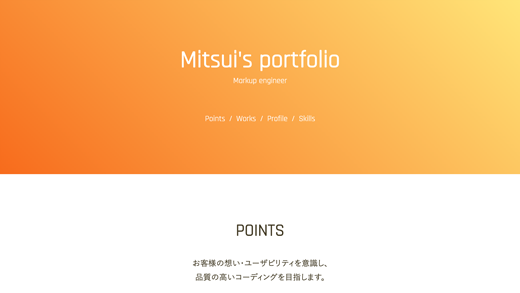 Mitsui's portfolio
Markup engineer
Points / Works / Profile / Skills
POINTS
お客様の想い・ユーザビリティを意識し、
品質の高いコーディングを目指します。